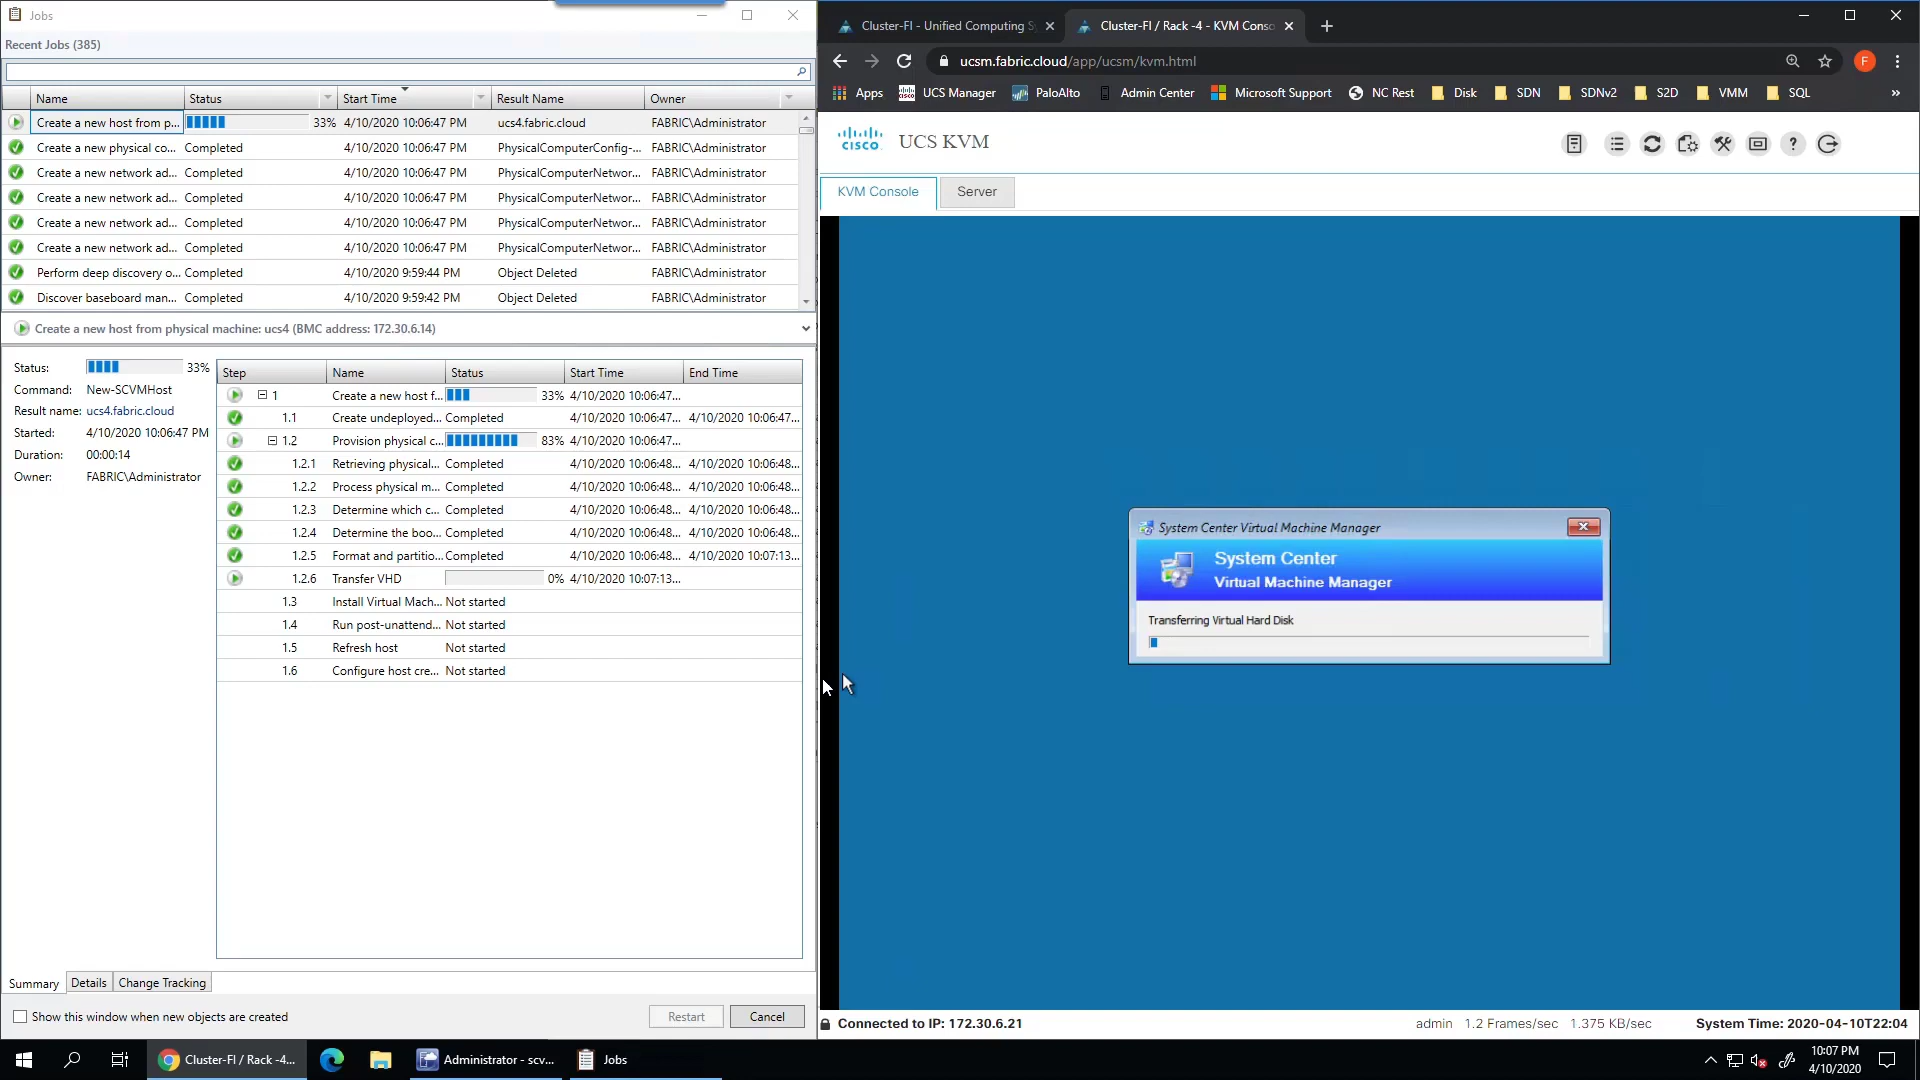 Jobs
Recent Jobs (385)
Name Status Start Time Result Name Owner
Create a new host from p... 33% 4/10/2020 10:06:47 PM ucs4.fabric.cloud FABRIC\Administrator
Create a new physical co... Completed 4/10/2020 10:06:47 PM PhysicalComputerConfig-... FABRIC\Administrator
Create a new network ad... Completed 4/10/2020 10:06:47 PM PhysicalComputerNetwor... FABRIC\Administrator
Create a new network ad... Completed 4/10/2020 10:06:47 PM PhysicalComputerNetwor... FABRIC\Administrator
Create a new network ad... Completed 4/10/2020 10:06:47 PM PhysicalComputerNetwor... FABRIC\Administrator
Create a new network ad... Completed 4/10/2020 10:06:47 PM PhysicalComputerNetwor... FABRIC\Administrator
Perform deep discovery o... Completed 4/10/2020 9:59:44 PM Object Deleted FABRIC\Administrator
Discover baseboard man... Completed 4/10/2020 9:59:42 PM Object Deleted FABRIC\Administrator
Create a new host from physical machine: ucs4 (BMC address: 172.30.6.14)
Status: 33%
Command: New-SCVMHost
Result name: ucs4.fabric.cloud
Started: 4/10/2020 10:06:47 PM
Duration: 00:00:14
Owner: FABRIC\Administrator
Step Name Status Start Time End Time
1 Create a new host f... 33% 4/10/2020 10:06:47...
1.1 Create undeployed... Completed 4/10/2020 10:06:47... 4/10/2020 10:06:47...
1.2 Provision physical c... 83% 4/10/2020 10:06:47...
1.2.1 Retrieving physical... Completed 4/10/2020 10:06:48... 4/10/2020 10:06:48...
1.2.2 Process physical m... Completed 4/10/2020 10:06:48... 4/10/2020 10:06:48...
1.2.3 Determine which c... Completed 4/10/2020 10:06:48... 4/10/2020 10:06:48...
1.2.4 Determine the boo... Completed 4/10/2020 10:06:48... 4/10/2020 10:06:48...
1.2.5 Format and partitio... Completed 4/10/2020 10:06:48... 4/10/2020 10:07:13...
1.2.6 Transfer VHD 0% 4/10/2020 10:07:13...
1.3 Install Virtual Mach... Not started
1.4 Run post-unattend... Not started
1.5 Refresh host Not started
1.6 Configure host cre... Not started
Summary Details Change Tracking
Show this window when new objects are created
Restart Cancel
Cluster-FI - Unified Computing S
Cluster-FI / Rack -4 - KVM Conso
ucsm.fabric.cloud/app/ucsm/kvm.html
F
Apps UCS Manager PaloAlto Admin Center Microsoft Support NC Rest Disk SDN SDNv2 S2D VMM SQL »
cisco UCS KVM
?
KVM Console Server
System Center Virtual Machine Manager
System Center
Virtual Machine Manager
Transferring Virtual Hard Disk
Connected to IP: 172.30.6.21 admin 1.2 Frames/sec 1.375 KB/sec System Time: 2020-04-10T22:04
Cluster-FI / Rack -4... Administrator - scv... Jobs
10:07 PM
4/10/2020